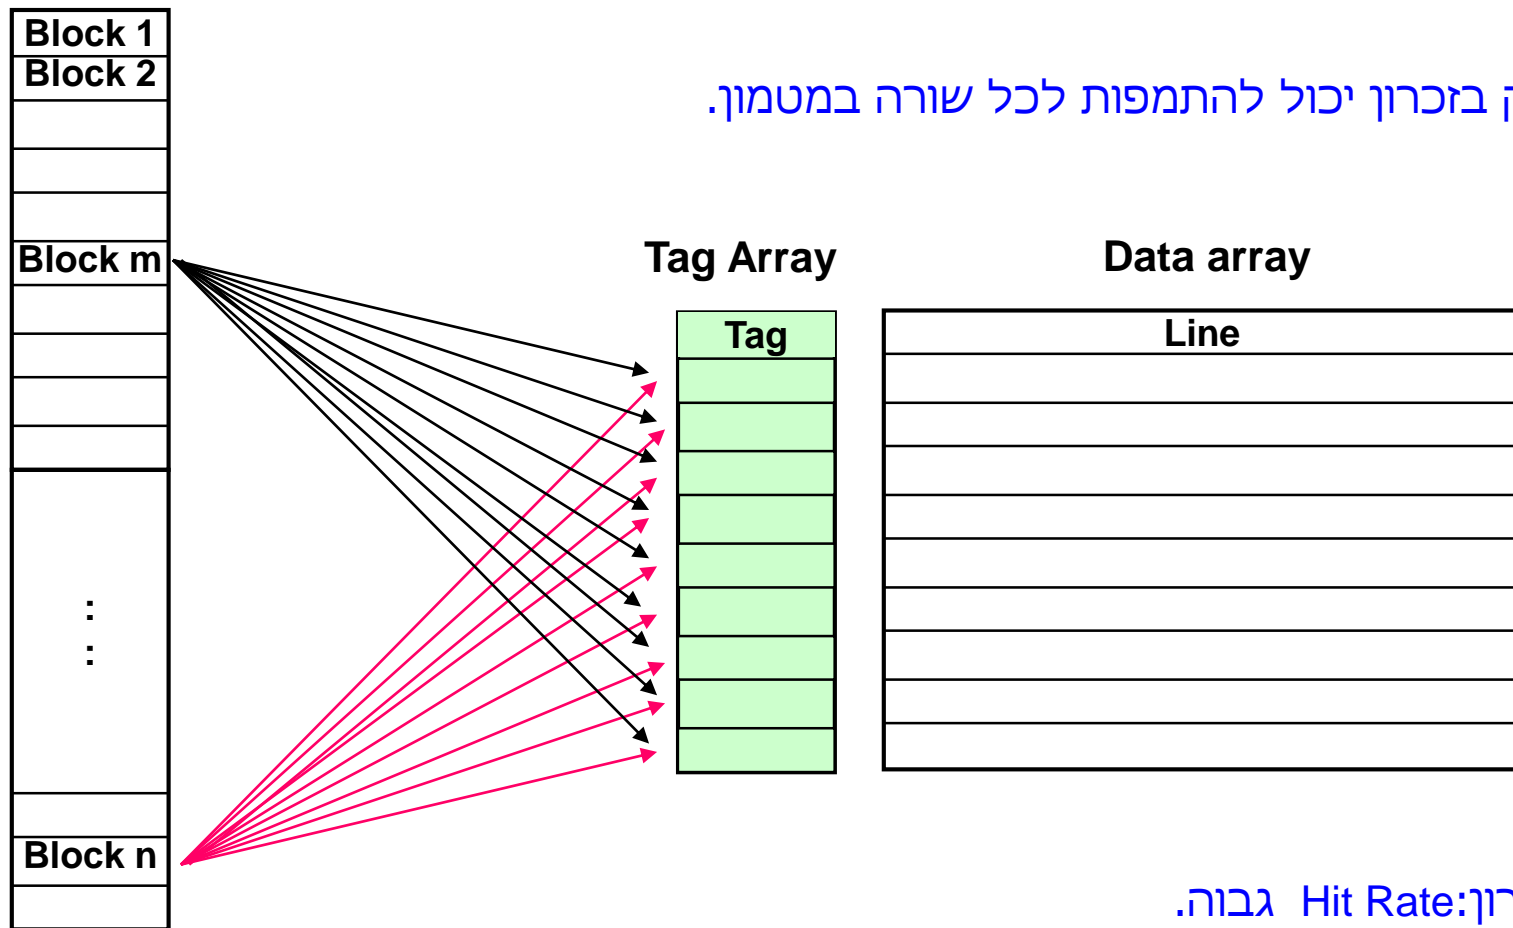 Block 1
Block 2
בזכרון יכול להתמפות לכל שורה במטמון.
Block m
Tag Array
Data array
Tag
Line
:
:
Block n
Hit Rate: גבוה.